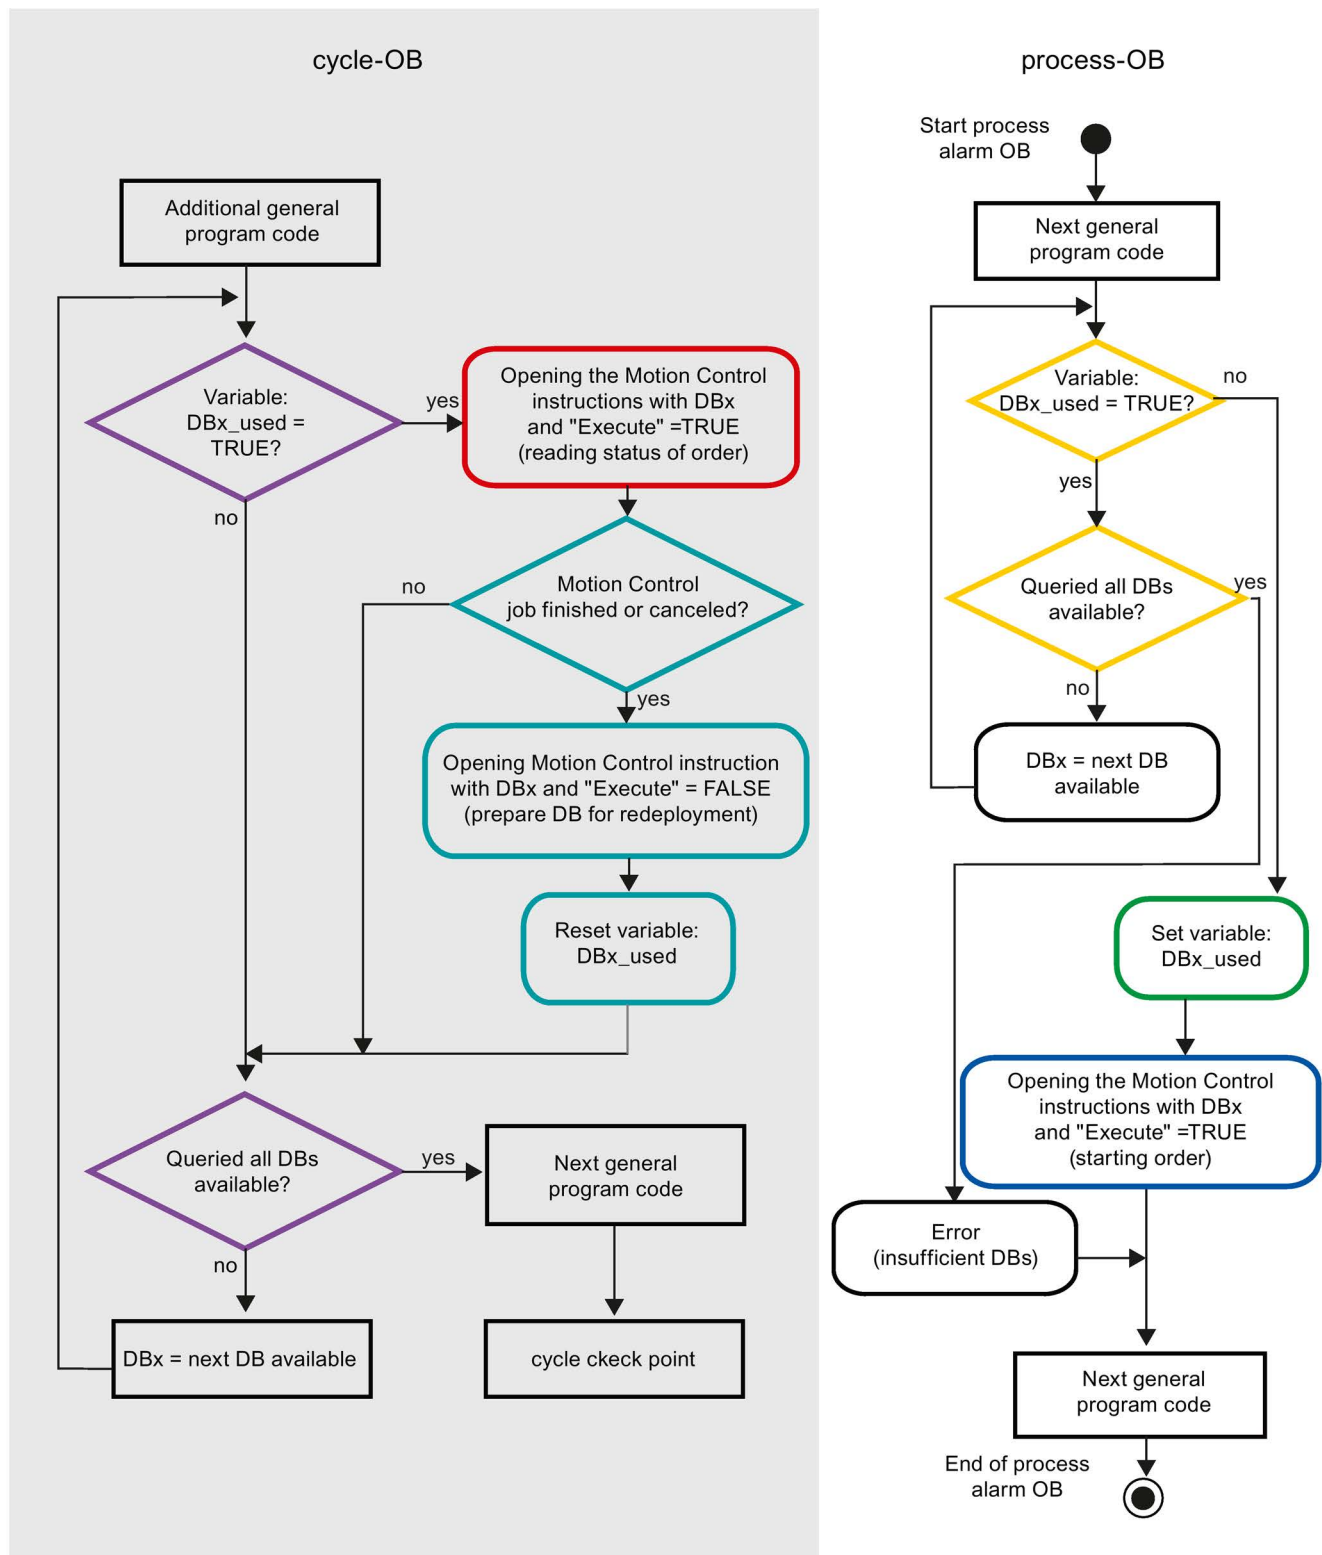 cycle-OB
Additional general
program code
Variable:
DBx_used =
TRUE?
yes
no
Opening the Motion Control
instructions with DBx
and "Execute" =TRUE
(reading status of order)
Motion Control
job finished or canceled?
no
yes
Opening Motion Control instruction
with DBx and "Execute" = FALSE
(prepare DB for redeployment)
Reset variable:
DBx_used
Queried all DBs
available?
yes
no
Next general
program code
DBx = next DB available
cycle ckeck point
process-OB
Start process
alarm OB
Next general
program code
Variable:
DBx_used = TRUE?
no
yes
Queried all DBs
available?
yes
no
DBx = next DB
available
Set variable:
DBx_used
Opening the Motion Control
instructions with DBx
and "Execute" =TRUE
(starting order)
Error
(insufficient DBs)
Next general
program code
End of process
alarm OB